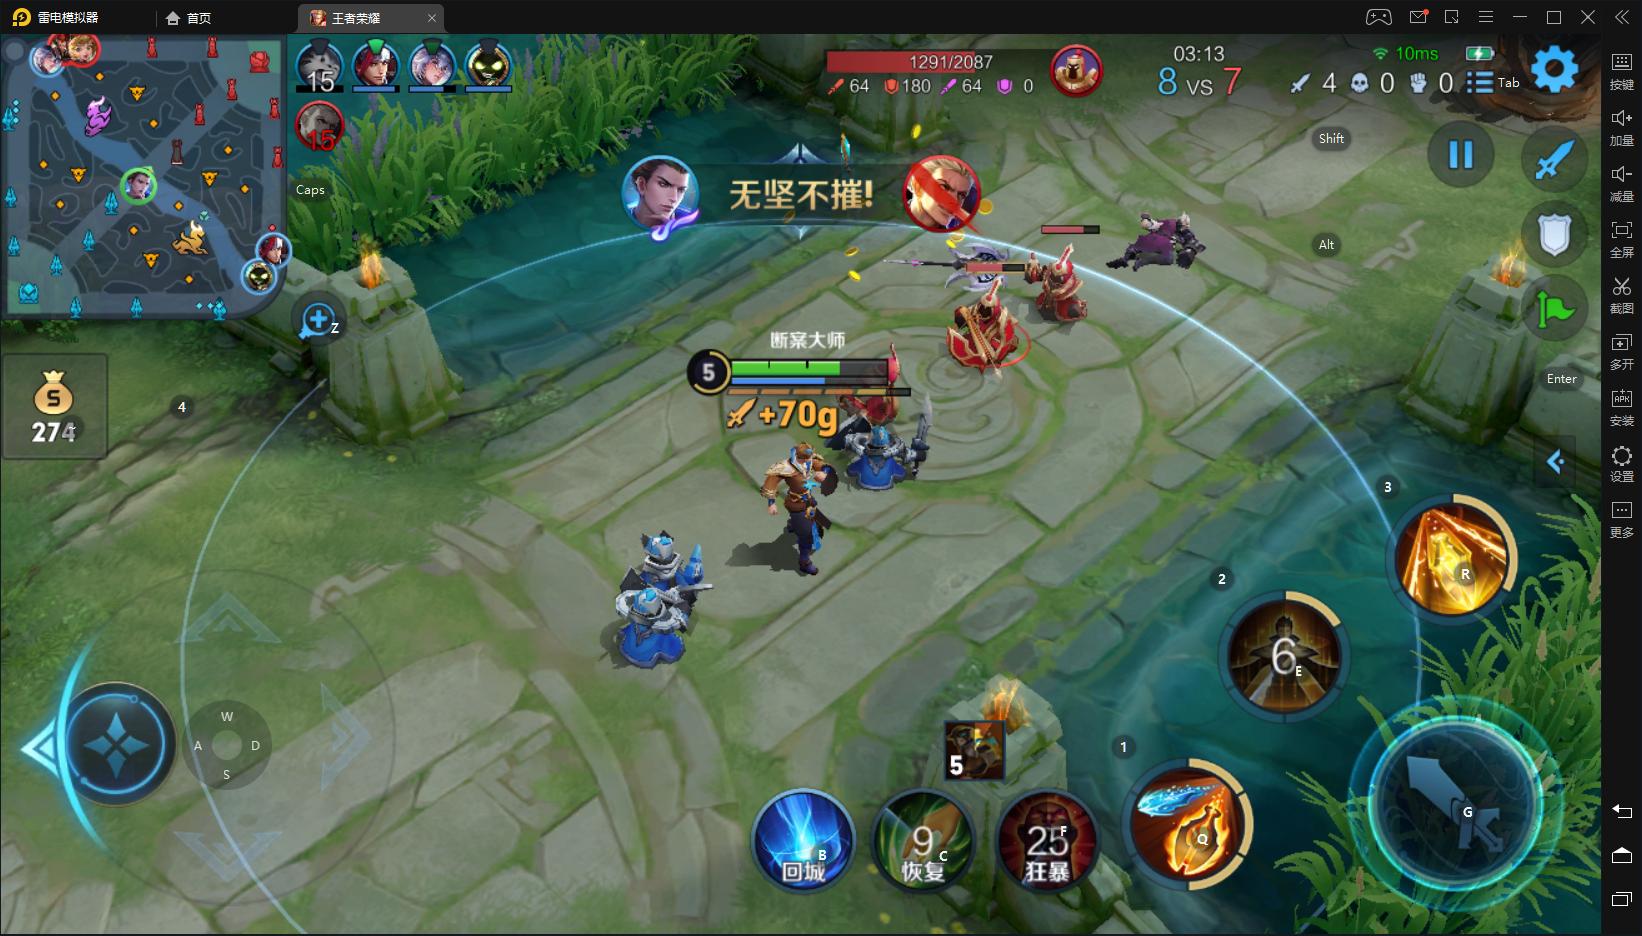 雷电模拟器
首页
王者荣耀
15
15
1291/2087
64 180 64 0
03:13
8 VS 7
10ms
4 0 0
Tab
按键
加量
减量
全屏
截图
多开
安装
设置
更多
APK
Shift
Caps
无坚不摧!
Alt
Z
断案大师
5
+70g
Enter
4
3
R
2
6
E
1
5
W
A D
S
G
Q
B
回城
9
C
恢复
25
F
狂暴